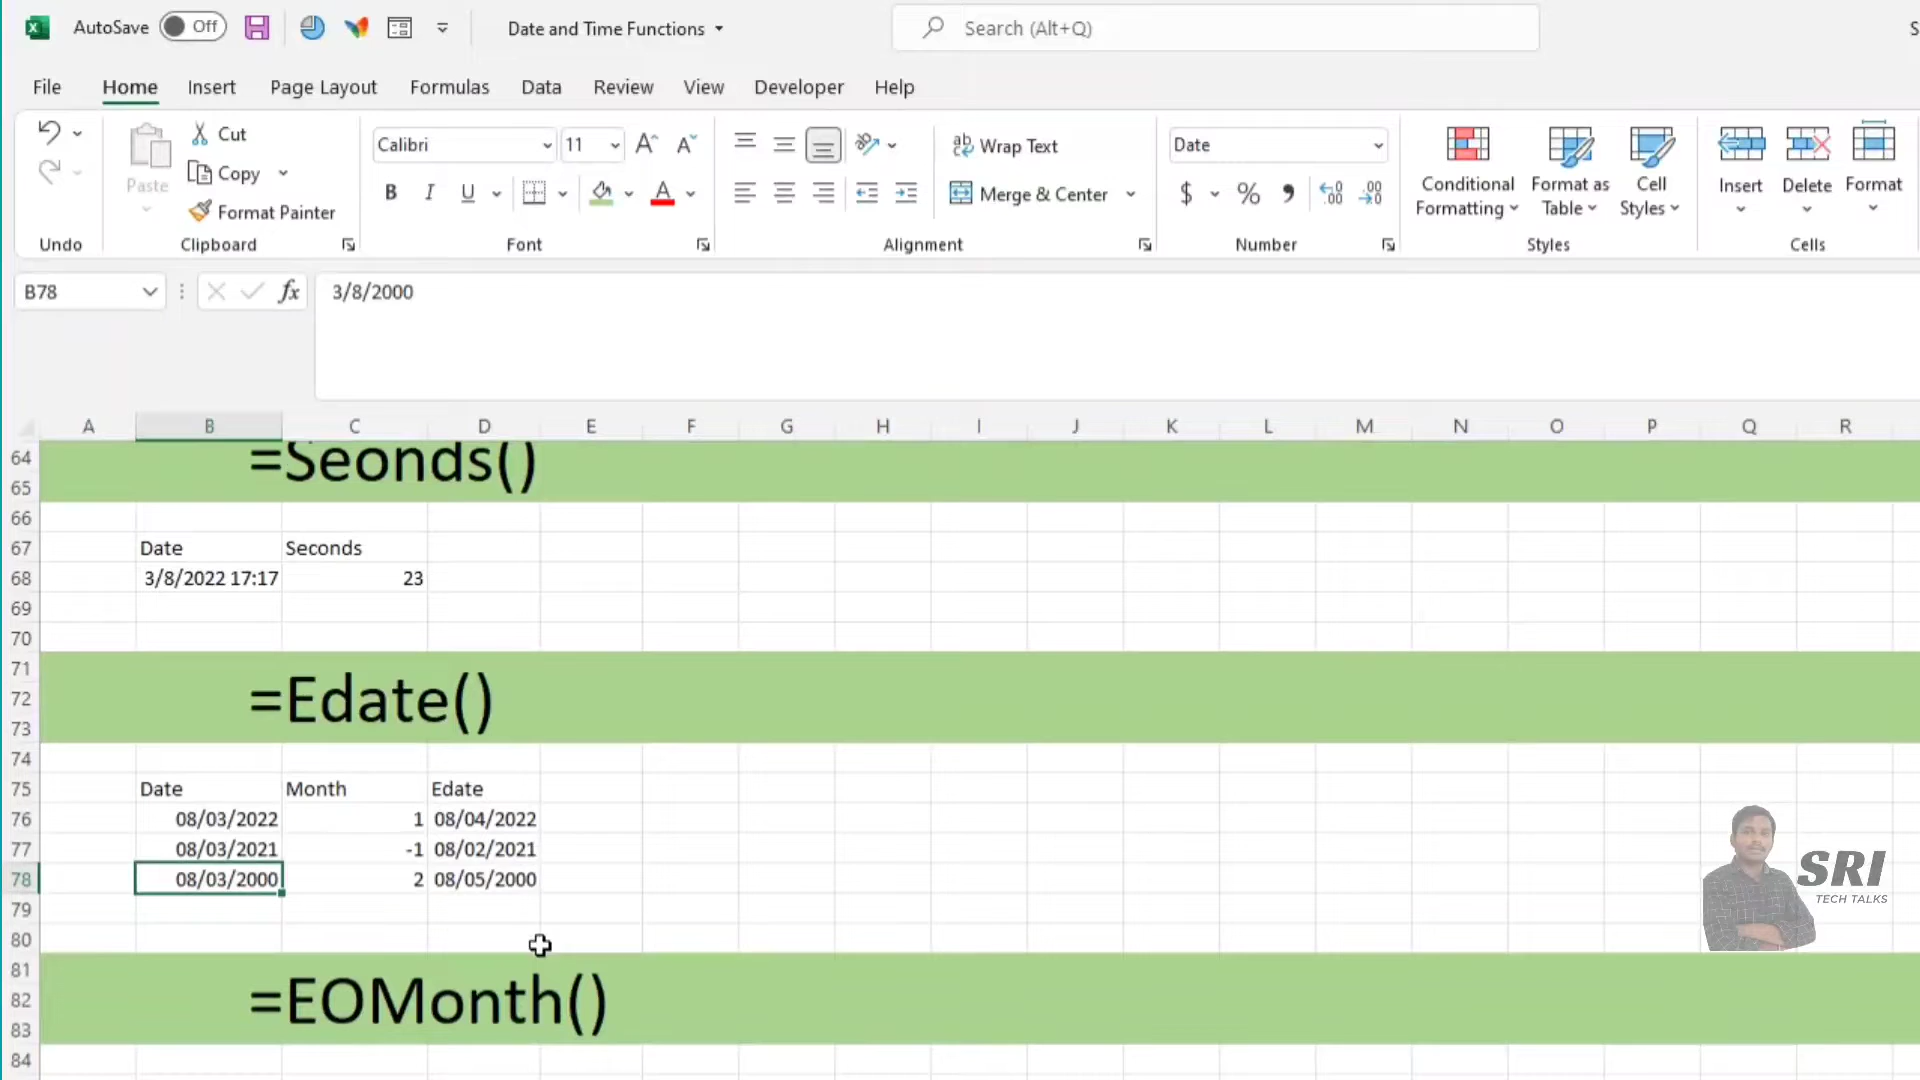 AutoSave Off Date and Time Functions Search (Alt+Q) S
File Home Insert Page Layout Formulas Data Review View Developer Help
Cut
Copy
Format Painter
Paste
Calibri 11
B I U A
Wrap Text
Merge & Center
Date
$ % ,
Conditional Formatting
Format as Table
Cell Styles
Insert
Delete
Format
Undo Clipboard Font Alignment Number Styles Cells
B78 fx 3/8/2000
A B C D E F G H I J K L M N O P Q R
64
=Seonds()
65
66
67 Date Seconds
68 3/8/2022 17:17 23
69
70
71
72 =Edate()
73
74
75 Date Month Edate
76 08/03/2022 1 08/04/2022
77 08/03/2021 -1 08/02/2021
78 08/03/2000 2 08/05/2000
79
80
81
82 =EOMonth()
83
84
SRI
TECH TALKS